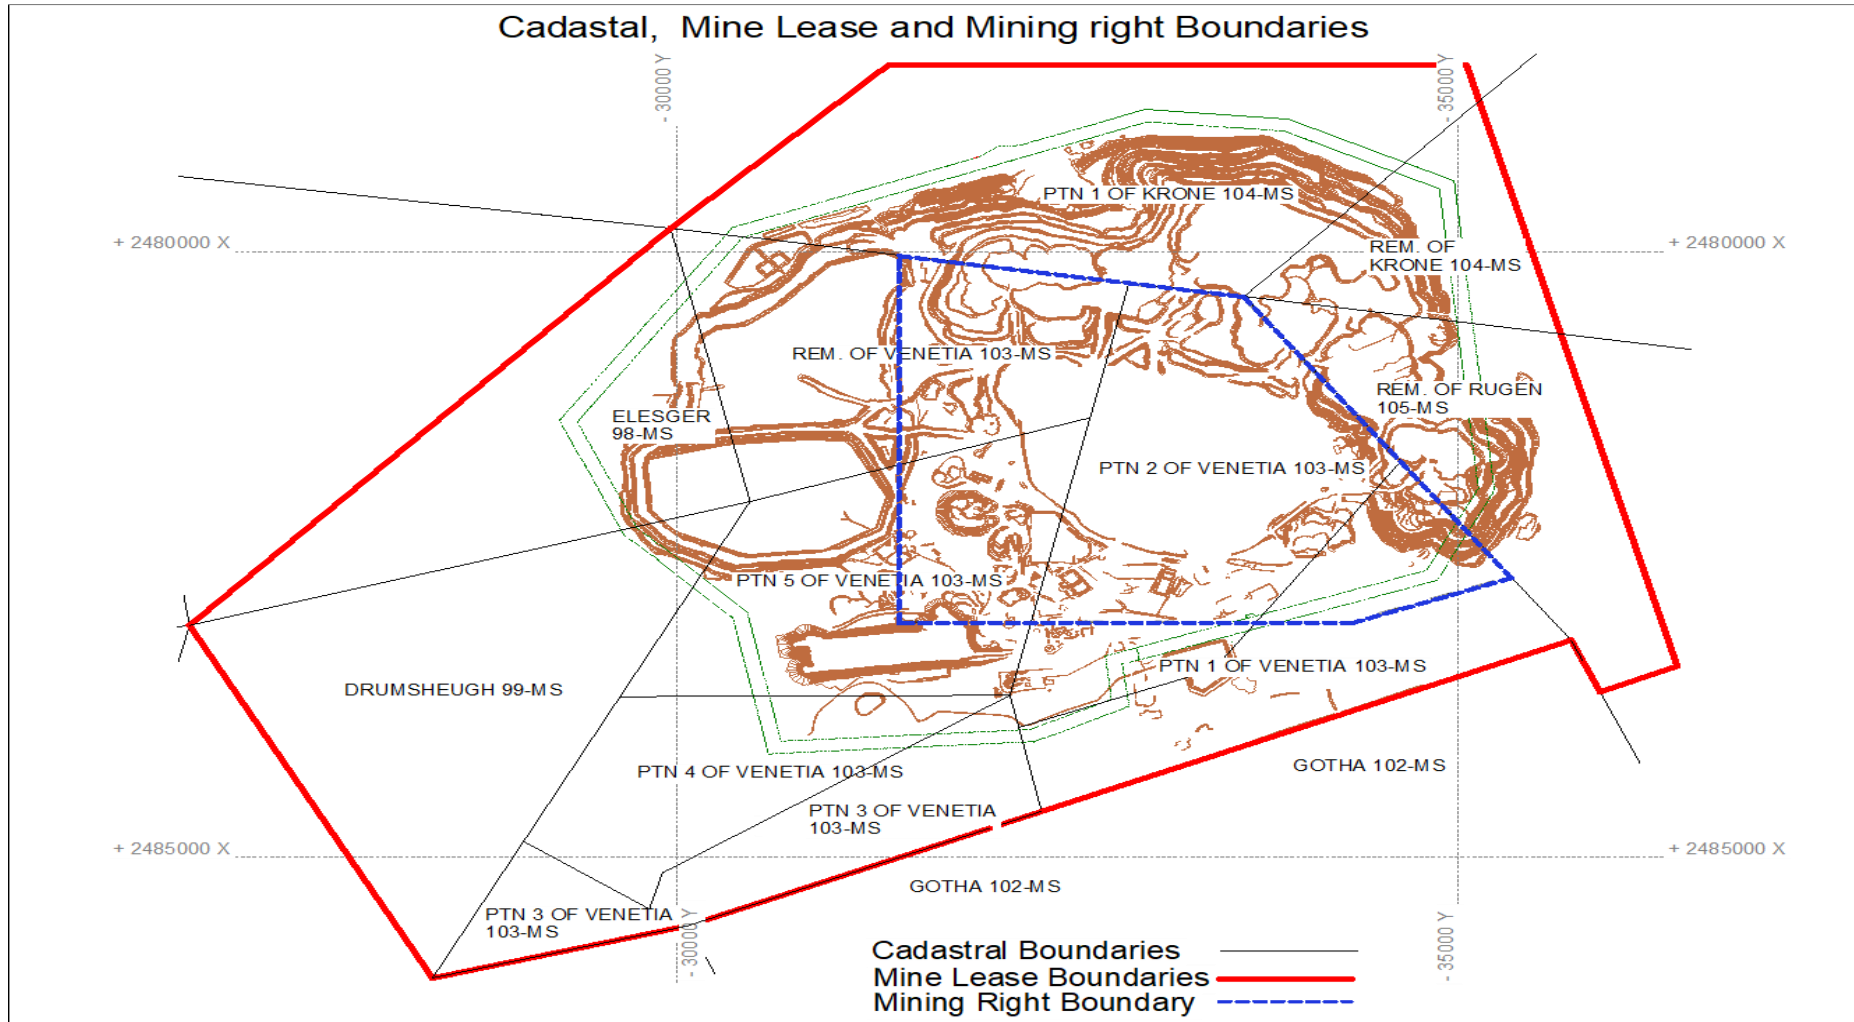 Cadastal, Mine Lease and Mining right Boundaries
- 30000 Y
- 35000 Y
PTN 1 OF KRONE 104-MS
+ 2480000 X
+ 2480000 X
REM. OF
KRONE 104-MS
REM. OF VENETIA 103-MS
REM. OF RUGEN
105-MS
ELESGER
98-MS
PTN 2 OF VENETIA 103-MS
PTN 5 OF VENETIA 103-MS
PTN 1 OF VENETIA 103-MS
DRUMSHEUGH 99-MS
GOTHA 102-MS
PTN 4 OF VENETIA 103-MS
PTN 3 OF VENETIA
103-MS
+ 2485000 X
+ 2485000 X
GOTHA 102-MS
PTN 3 OF VENETIA
103-MS
- 30000 Y
- 35000 Y
Cadastral Boundaries
Mine Lease Boundaries
Mining Right Boundary